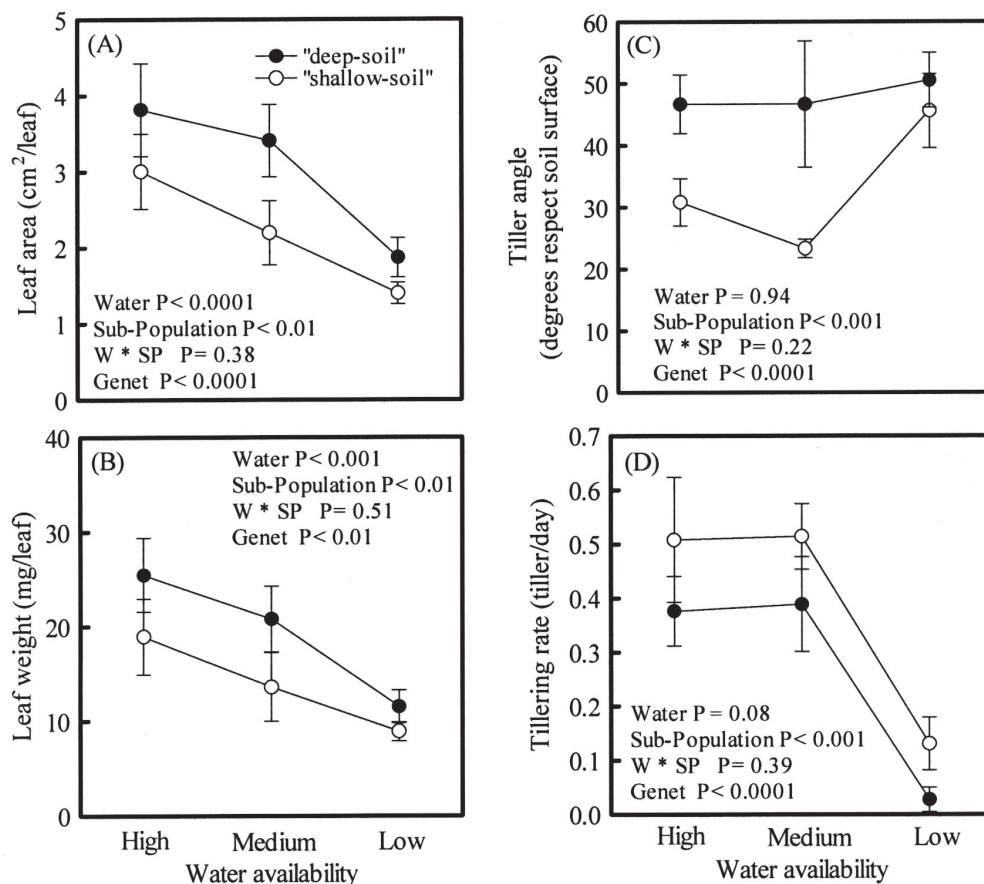 (A)
"deep-soil"
"shallow-soil"
5
4
3
2
1
0
Leaf area (cm²/leaf)
Water P< 0.0001
Sub-Population P< 0.01
W * SP P= 0.38
Genet P< 0.0001
(B)
40
30
20
10
0
Leaf weight (mg/leaf)
Water P< 0.001
Sub-Population P< 0.01
W * SP P= 0.51
Genet P< 0.01
High Medium Low
Water availability
(C)
60
50
40
30
20
10
0
Tiller angle
(degrees respect soil surface)
Water P = 0.94
Sub-Population P< 0.001
W * SP P= 0.22
Genet P< 0.0001
(D)
0.7
0.6
0.5
0.4
0.3
0.2
0.1
0.0
Tillering rate (tiller/day)
Water P = 0.08
Sub-Population P< 0.001
W * SP P= 0.39
Genet P< 0.0001
High Medium Low
Water availability